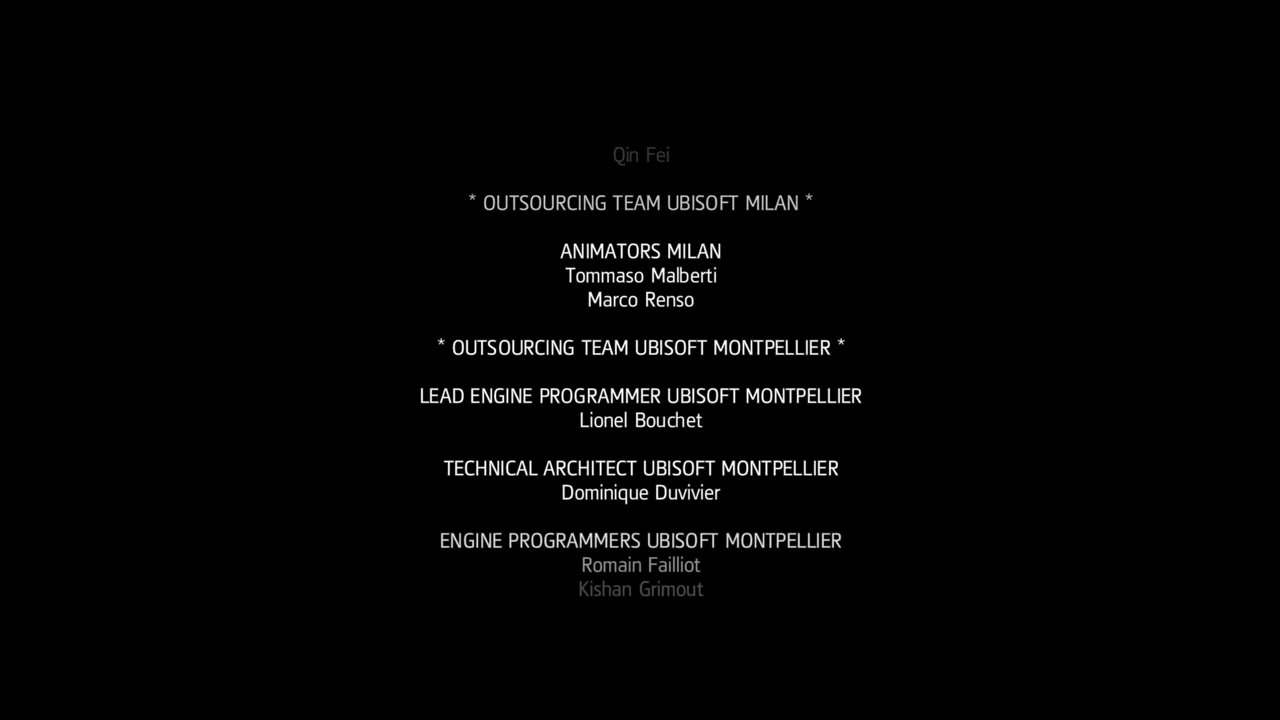 Qin Fei
* OUTSOURCING TEAM UBISOFT MILAN *
ANIMATORS MILAN
Tommaso Malberti
Marco Renso
* OUTSOURCING TEAM UBISOFT MONTPELLIER *
LEAD ENGINE PROGRAMMER UBISOFT MONTPELLIER
Lionel Bouchet
TECHNICAL ARCHITECT UBISOFT MONTPELLIER
Dominique Duvivier
ENGINE PROGRAMMERS UBISOFT MONTPELLIER
Romain Failliot
Kishan Grimout